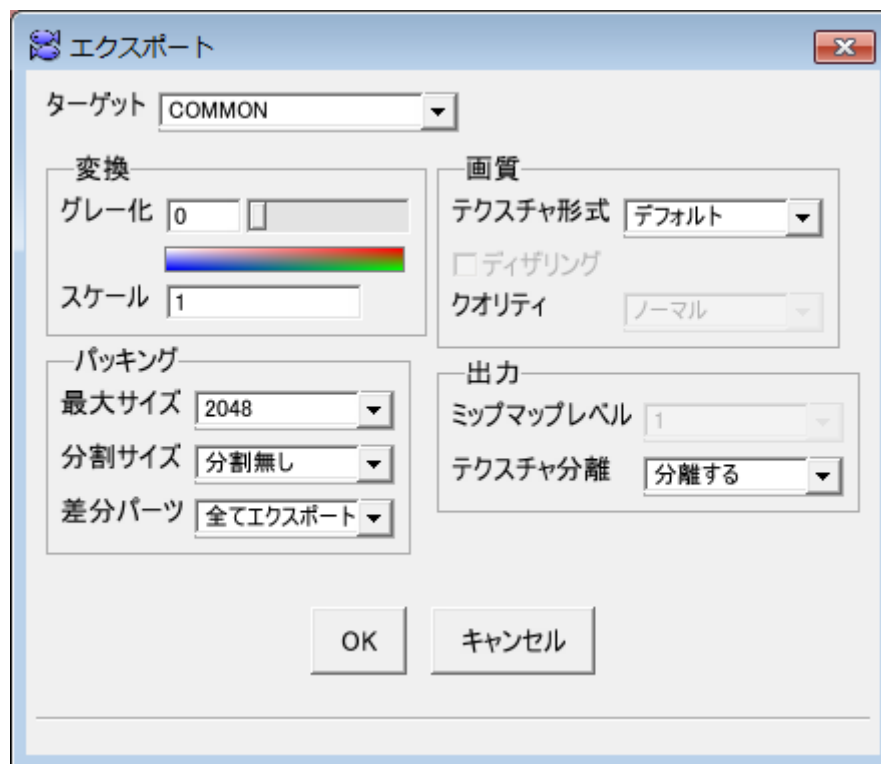 エクスポート
ターゲット COMMON
変換
グレー化 0
スケール 1
パッキング
最大サイズ 2048
分割サイズ 分割無し
差分パーツ 全てエクスポート
画質
テクスチャ形式 デフォルト
ディザリング
クオリティ ノーマル
出力
ミップマップレベル 1
テクスチャ分離 分離する
OK キャンセル